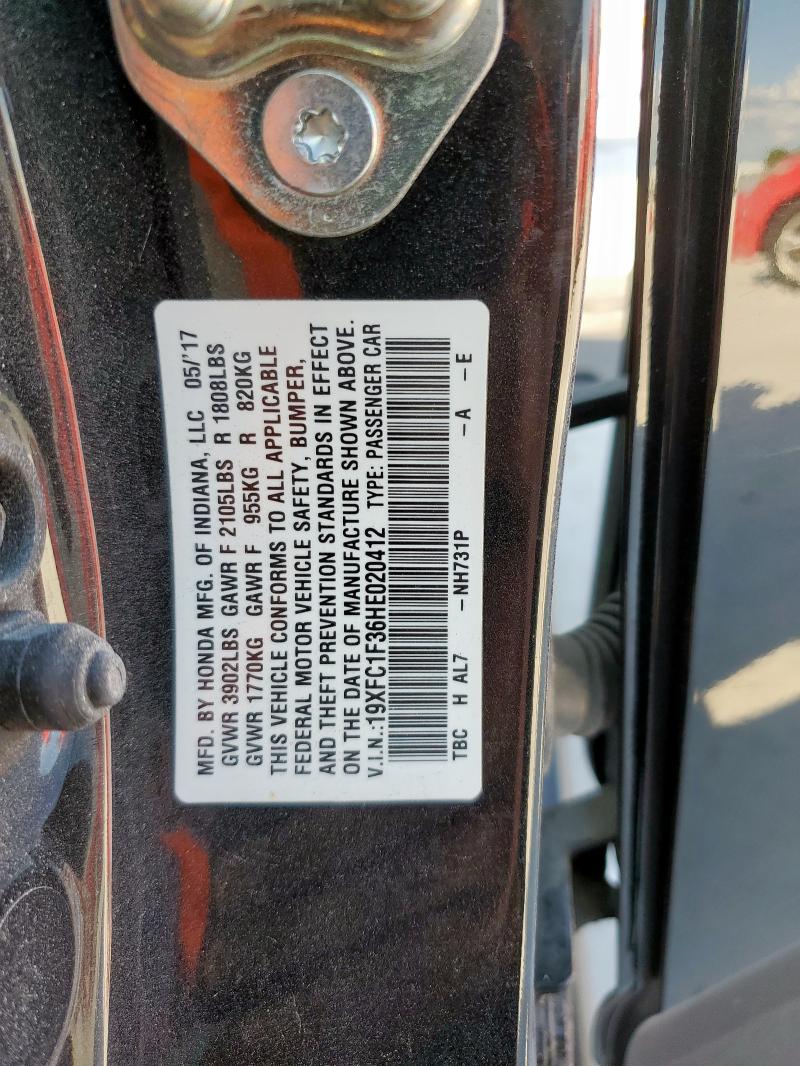 MFD. BY HONDA MFG. OF INDIANA, LLC 05/'17
GVWR 3902LBS GAWR F 2105LBS R 1808LBS
GVWR 1770KG GAWR F 955KG R 820KG
THIS VEHICLE CONFORMS TO ALL APPLICABLE
FEDERAL MOTOR VEHICLE SAFETY, BUMPER,
AND THEFT PREVENTION STANDARDS IN EFFECT
ON THE DATE OF MANUFACTURE SHOWN ABOVE.
V.I.N.:19XFC1F36HE020412 TYPE: PASSENGER CAR
TBC H AL7 -NH731P -A -E